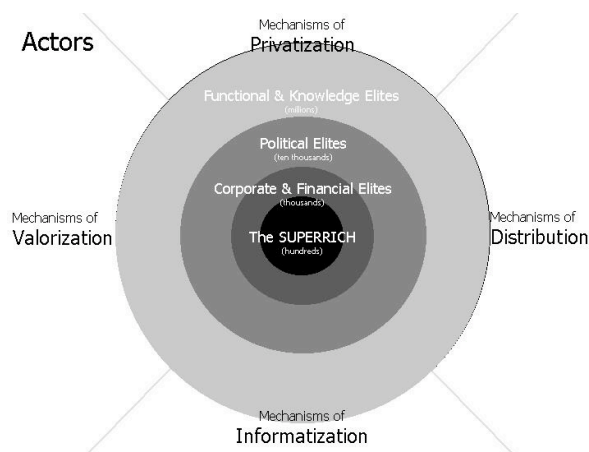 Actors
Mechanisms of
Privatization
Functional & Knowledge Elites
(millions)
Political Elites
(ten thousands)
Corporate & Financial Elites
(thousands)
Mechanisms of
Valorization
The SUPERRICH
(hundreds)
Mechanisms of
Distribution
Mechanisms of
Informatization